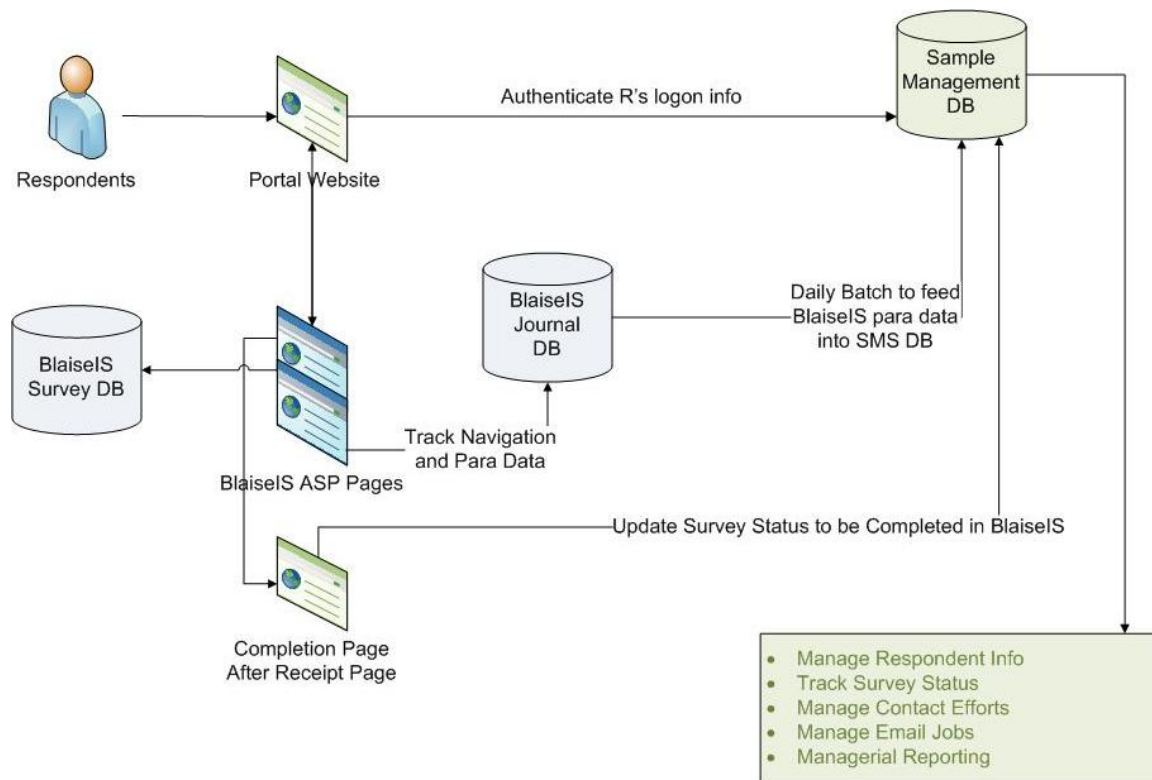 Sample
Management
DB
Authenticate R's logon info
Respondents
Portal Website
BlaiseIS
Journal
DB
Daily Batch to feed
BlaiseIS para data
into SMS DB
BlaiseIS
Survey DB
Track Navigation
and Para Data
BlaiseIS ASP Pages
Update Survey Status to be Completed in BlaiseIS
Completion Page
After Receipt Page
• Manage Respondent Info
• Track Survey Status
• Manage Contact Efforts
• Manage Email Jobs
• Managerial Reporting